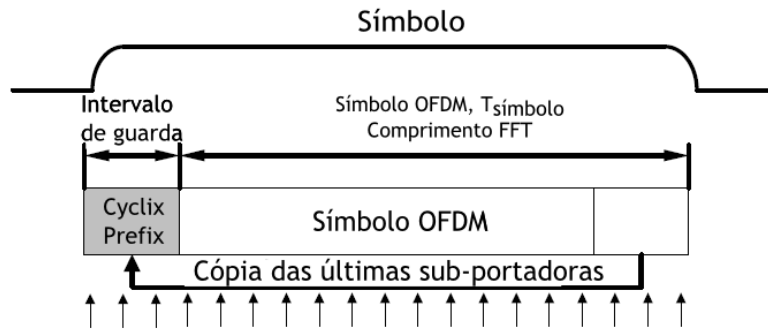 Símbolo
Intervalo
de guarda
Símbolo OFDM, Tsímbolo
Comprimento FFT
Cyclix
Prefix
Símbolo OFDM
Cópia das últimas sub-portadoras